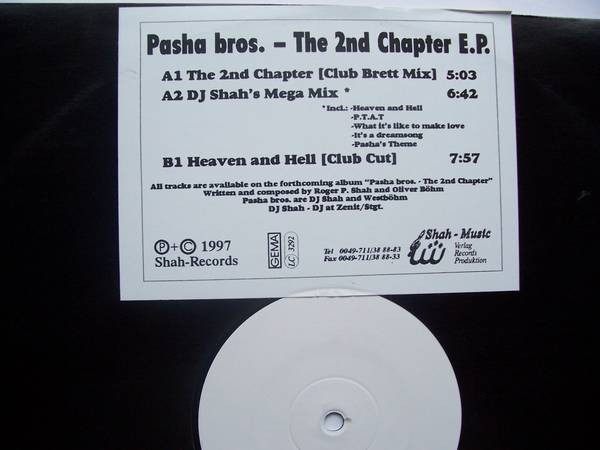 Pasha bros. – The 2nd Chapter E.P.
A1 The 2nd Chapter [Club Brett Mix] 5:03
A2 DJ Shah's Mega Mix * 6:42
*Incl.: -Heaven and Hell
-P.T.A.T
-What it's like to make love
-It's a dreamsong
-Pasha's Theme
B1 Heaven and Hell [Club Cut] 7:57
All tracks are available on the forthcoming album "Pasha bros. - The 2nd Chapter"
Written and composed by Roger P. Shah and Oliver Böhm
Pasha bros. are DJ Shah and Westböhm
DJ Shah - DJ at Zenit/Stgt.
Ⓟ+Ⓒ 1997
Shah-Records
GEMA
LC 3292
Tel 0049-711/38 88-83
Fax 0049-711/38 88-33
Shah - Music
Verlag
Records
Produktion